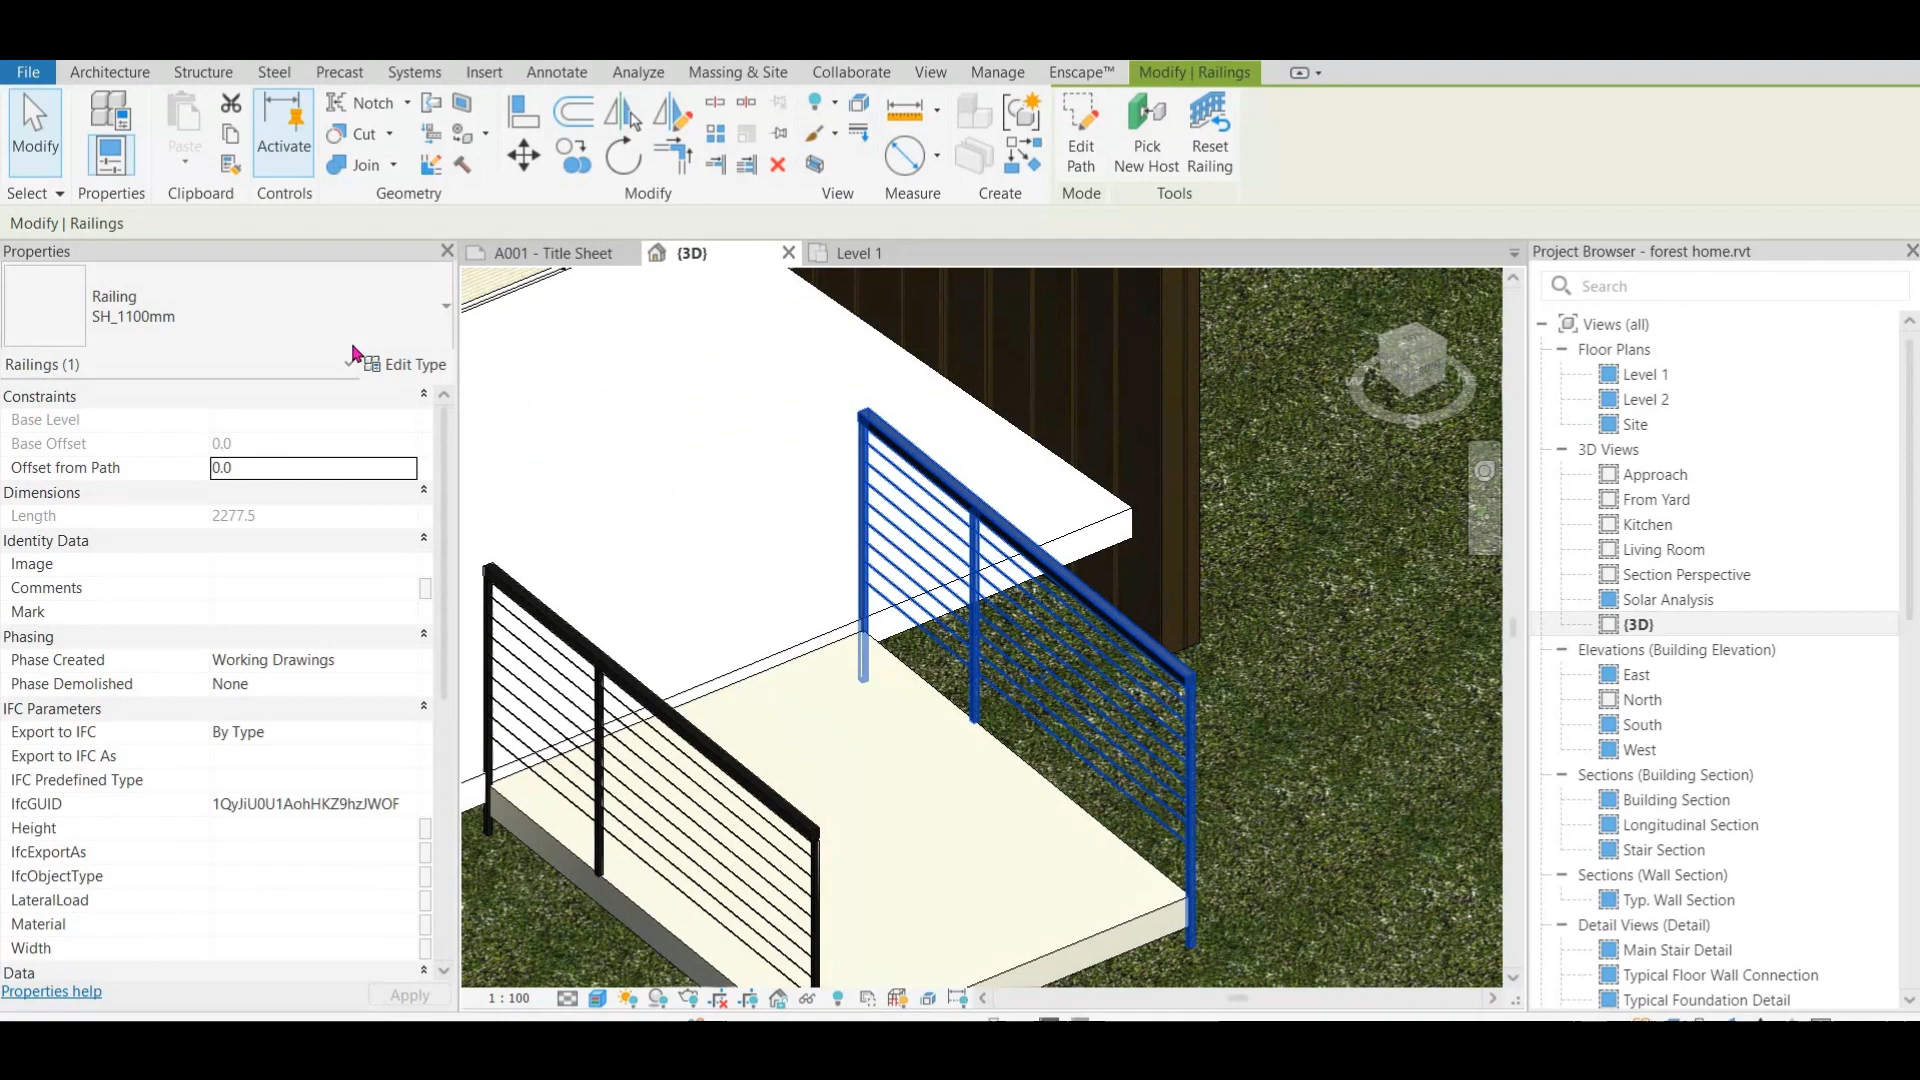 File Architecture Structure Steel Precast Systems Insert Annotate Analyze Massing & Site Collaborate View Manage Enscape™ Modify | Railings
Modify
Paste
Activate
Notch
Cut
Join
Edit Path
Pick New Host
Reset Railing
Select Properties Clipboard Controls Geometry Modify View Measure Create Mode Tools
Modify | Railings
Properties
A001 - Title Sheet {3D} Level 1
Railing
SH_1100mm
Railings (1) Edit Type
Constraints
Base Level
Base Offset 0.0
Offset from Path 0.0
Dimensions
Length 2277.5
Identity Data
Image
Comments
Mark
Phasing
Phase Created Working Drawings
Phase Demolished None
IFC Parameters
Export to IFC By Type
Export to IFC As
IFC Predefined Type
IfcGUID 1QyJiU0U1AohHKZ9hzJWOF
Height
IfcExportAs
IfcObjectType
LateralLoad
Material
Width
Data
Properties help Apply
1 : 100
Project Browser - forest home.rvt
Search
Views (all)
Floor Plans
Level 1
Level 2
Site
3D Views
Approach
From Yard
Kitchen
Living Room
Section Perspective
Solar Analysis
{3D}
Elevations (Building Elevation)
East
North
South
West
Sections (Building Section)
Building Section
Longitudinal Section
Stair Section
Sections (Wall Section)
Typ. Wall Section
Detail Views (Detail)
Main Stair Detail
Typical Floor Wall Connection
Typical Foundation Detail